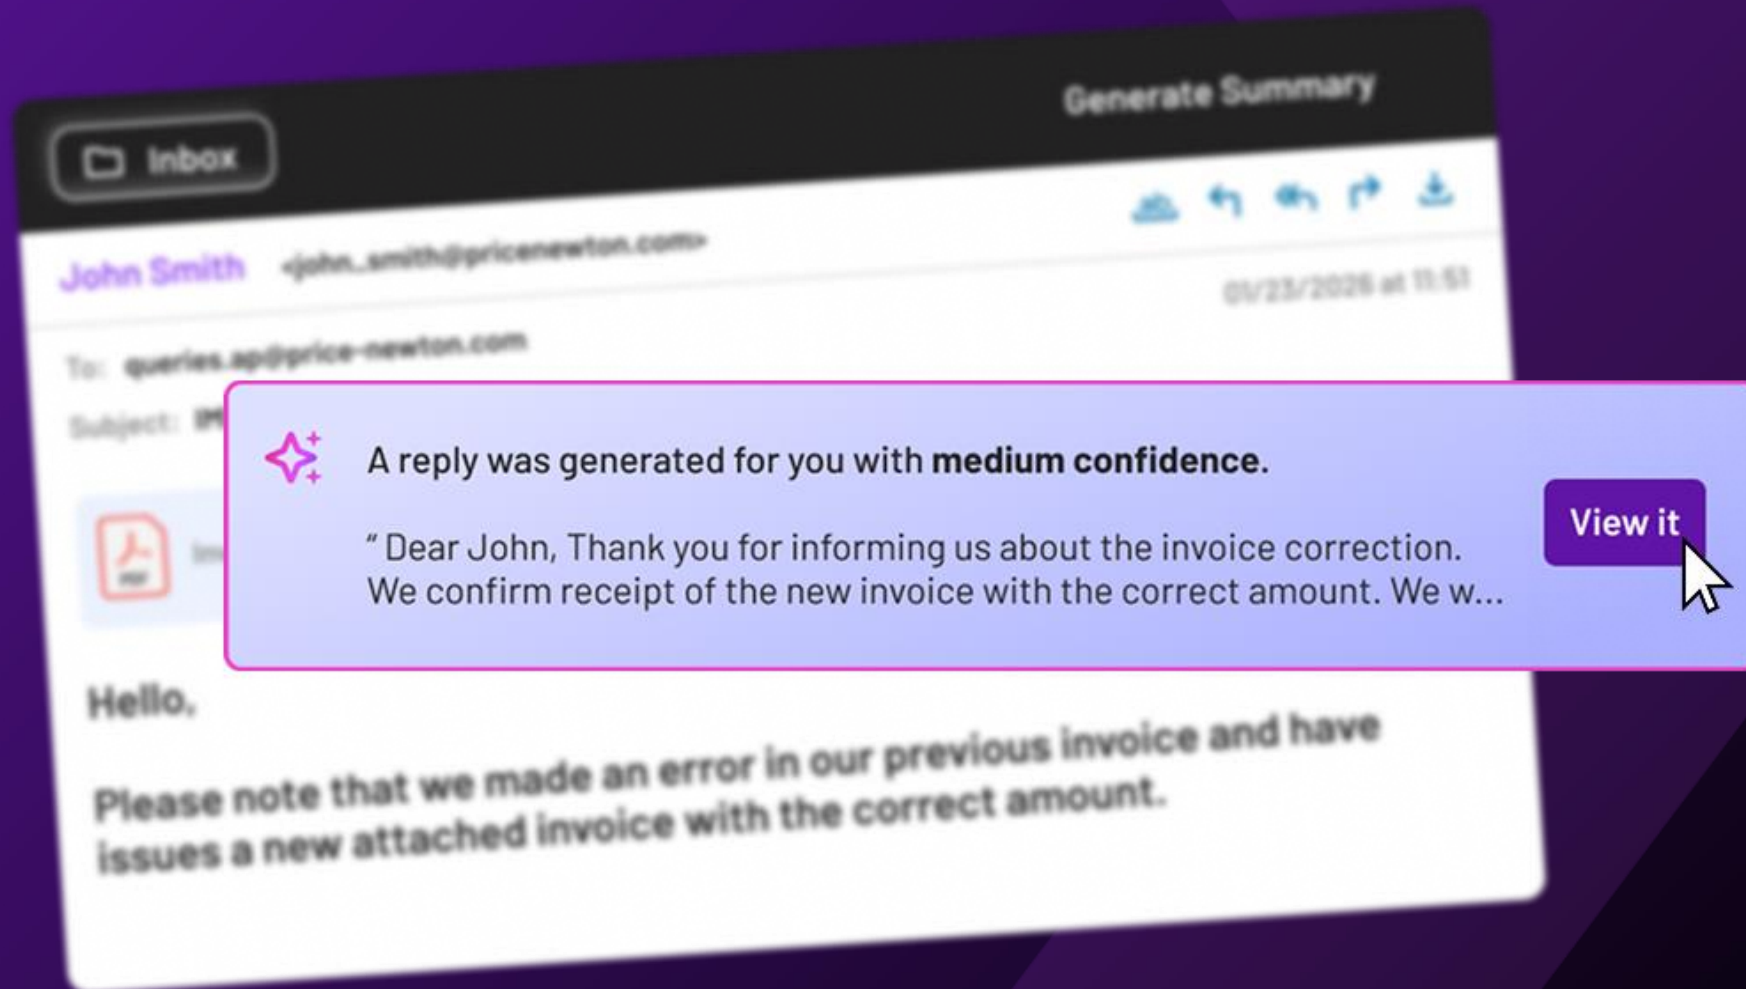 Inbox
Generate Summary
John Smith <john_smith@pricenewton.com>
01/23/2026 at 11:51
To: queries.ap@price-newton.com
Subject: IM
A reply was generated for you with medium confidence.
“ Dear John, Thank you for informing us about the invoice correction.
We confirm receipt of the new invoice with the correct amount. We w...
View it
PDF
Hello,
Please note that we made an error in our previous invoice and have
issues a new attached invoice with the correct amount.